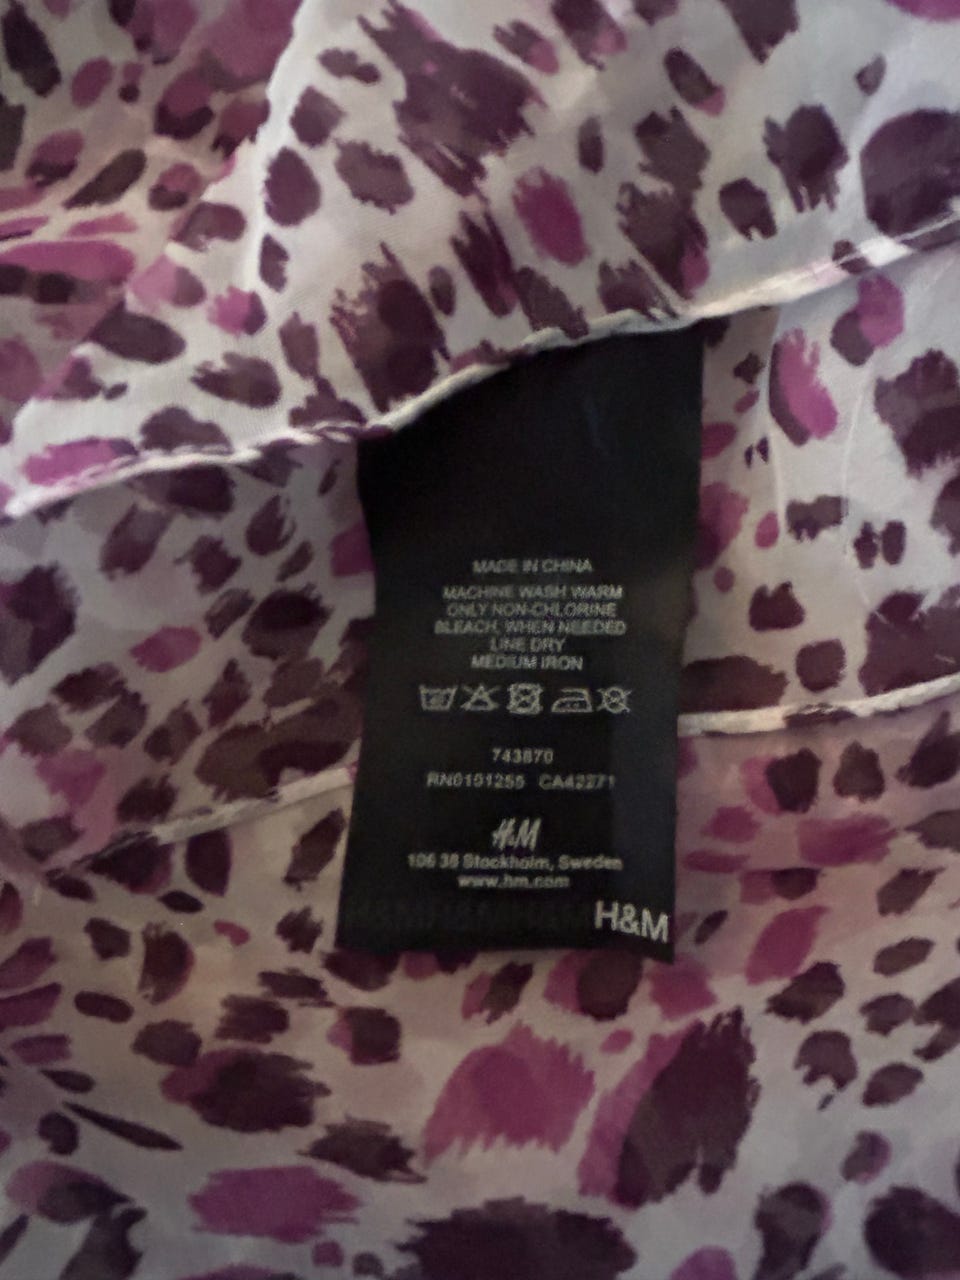 MADE IN CHINA
MACHINE WASH WARM
ONLY NON-CHLORINE
BLEACH, WHEN NEEDED
LINE DRY
MEDIUM IRON
743870
RN0101255 CA42271
H&M
106 38 Stockholm, Sweden
www.hm.com
H&M